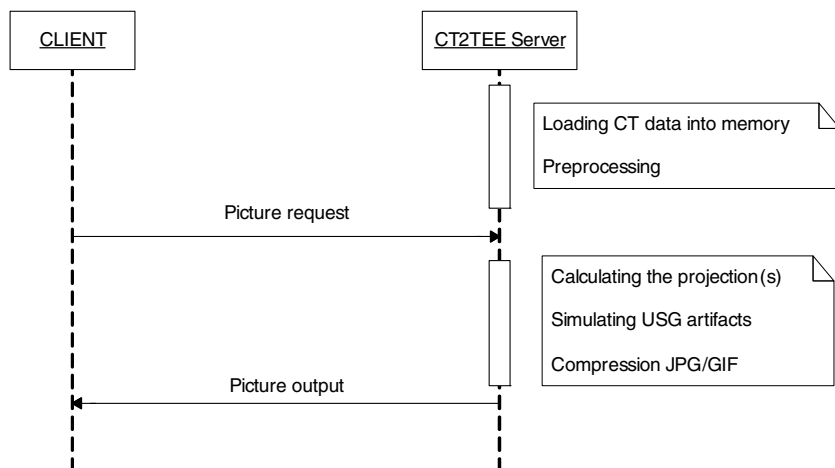 CLIENT
CT2TEE Server
Loading CT data into memory
Preprocessing
Picture request
Calculating the projection(s)
Simulating USG artifacts
Compression JPG/GIF
Picture output